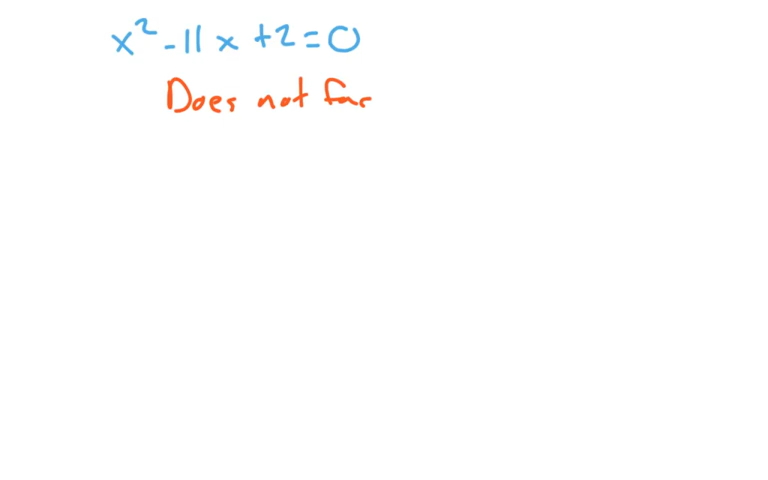 x² - 11x + 2 = 0
Does not fac